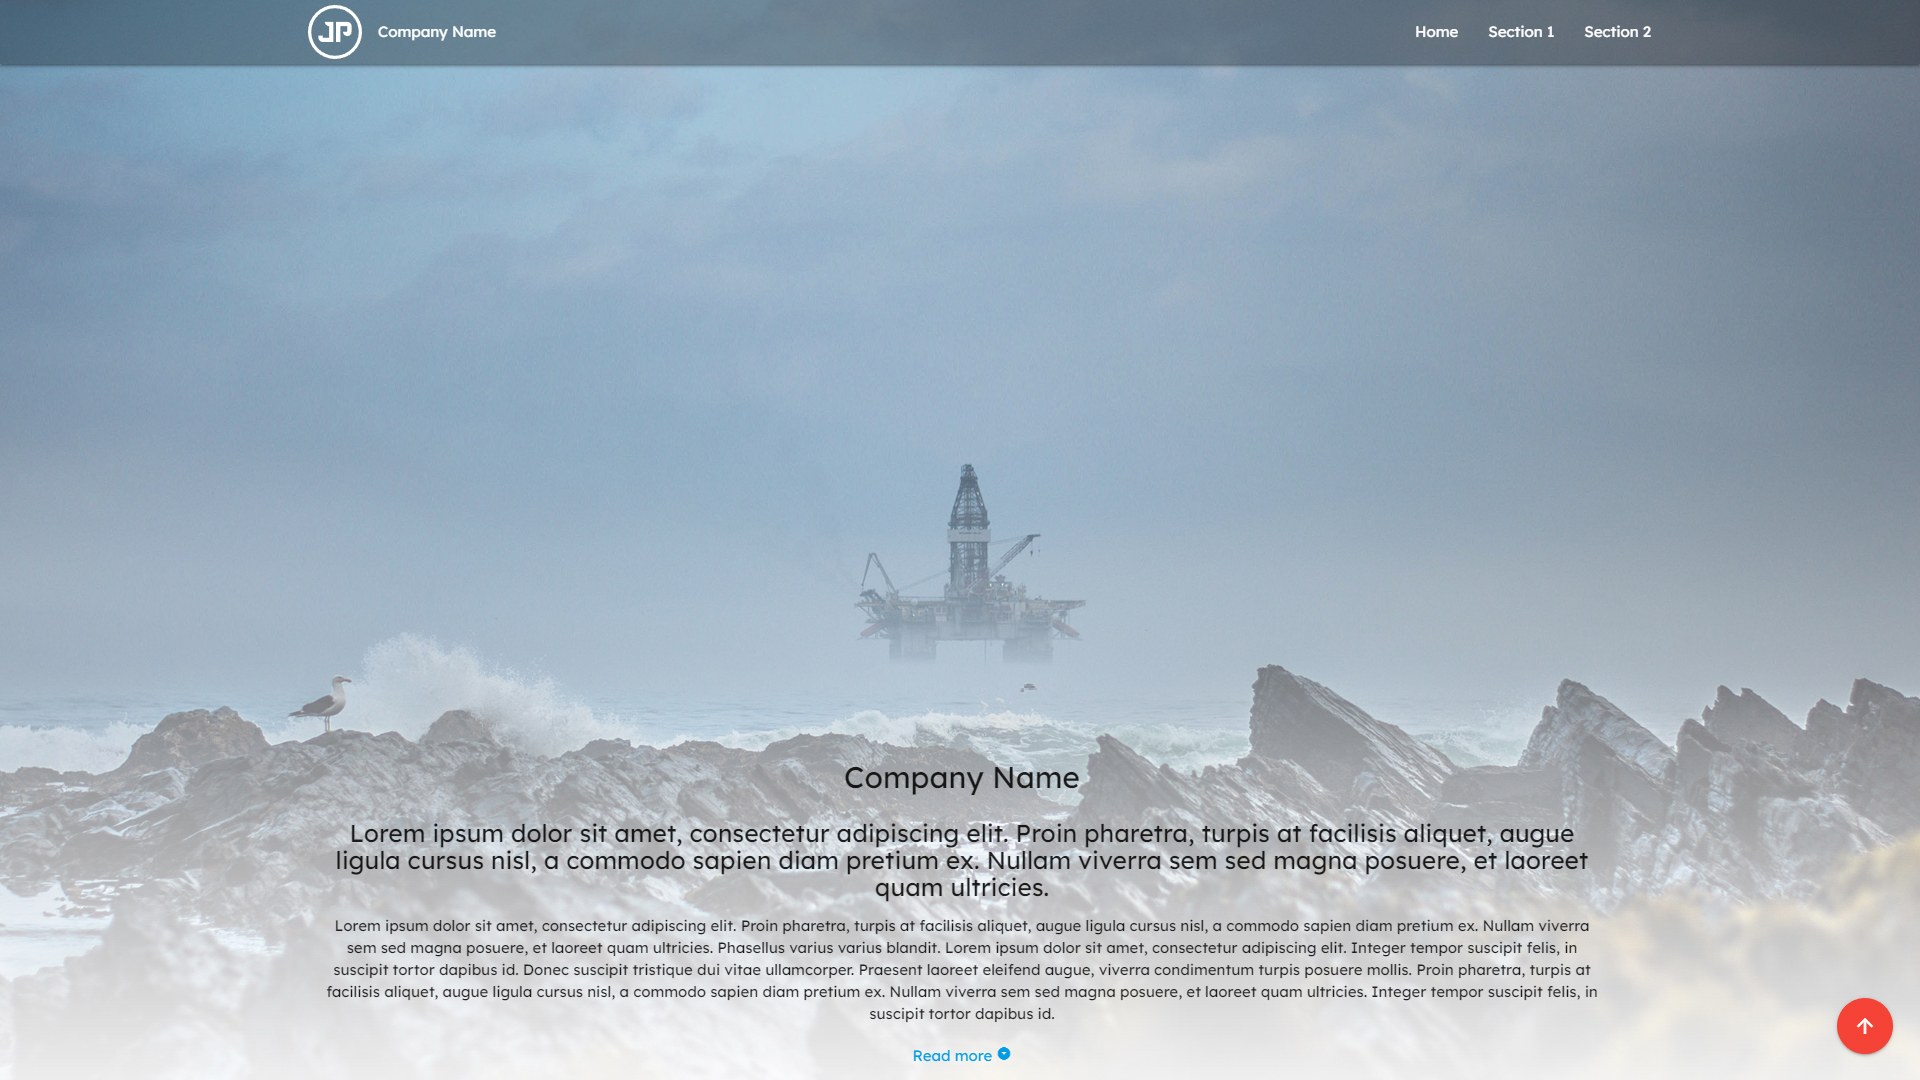 JP
Company Name
Home
Section 1
Section 2
Company Name
Lorem ipsum dolor sit amet, consectetur adipiscing elit. Proin pharetra, turpis at facilisis aliquet, augue
ligula cursus nisl, a commodo sapien diam pretium ex. Nullam viverra sem sed magna posuere, et laoreet
quam ultricies.
Lorem ipsum dolor sit amet, consectetur adipiscing elit. Proin pharetra, turpis at facilisis aliquet, augue ligula cursus nisl, a commodo sapien diam pretium ex. Nullam viverra
sem sed magna posuere, et laoreet quam ultricies. Phasellus varius varius blandit. Lorem ipsum dolor sit amet, consectetur adipiscing elit. Integer tempor suscipit felis, in
suscipit tortor dapibus id. Donec suscipit tristique dui vitae ullamcorper. Praesent laoreet eleifend augue, viverra condimentum turpis posuere mollis. Proin pharetra, turpis at
facilisis aliquet, augue ligula cursus nisl, a commodo sapien diam pretium ex. Nullam viverra sem sed magna posuere, et laoreet quam ultricies. Integer tempor suscipit felis, in
suscipit tortor dapibus id.
Read more